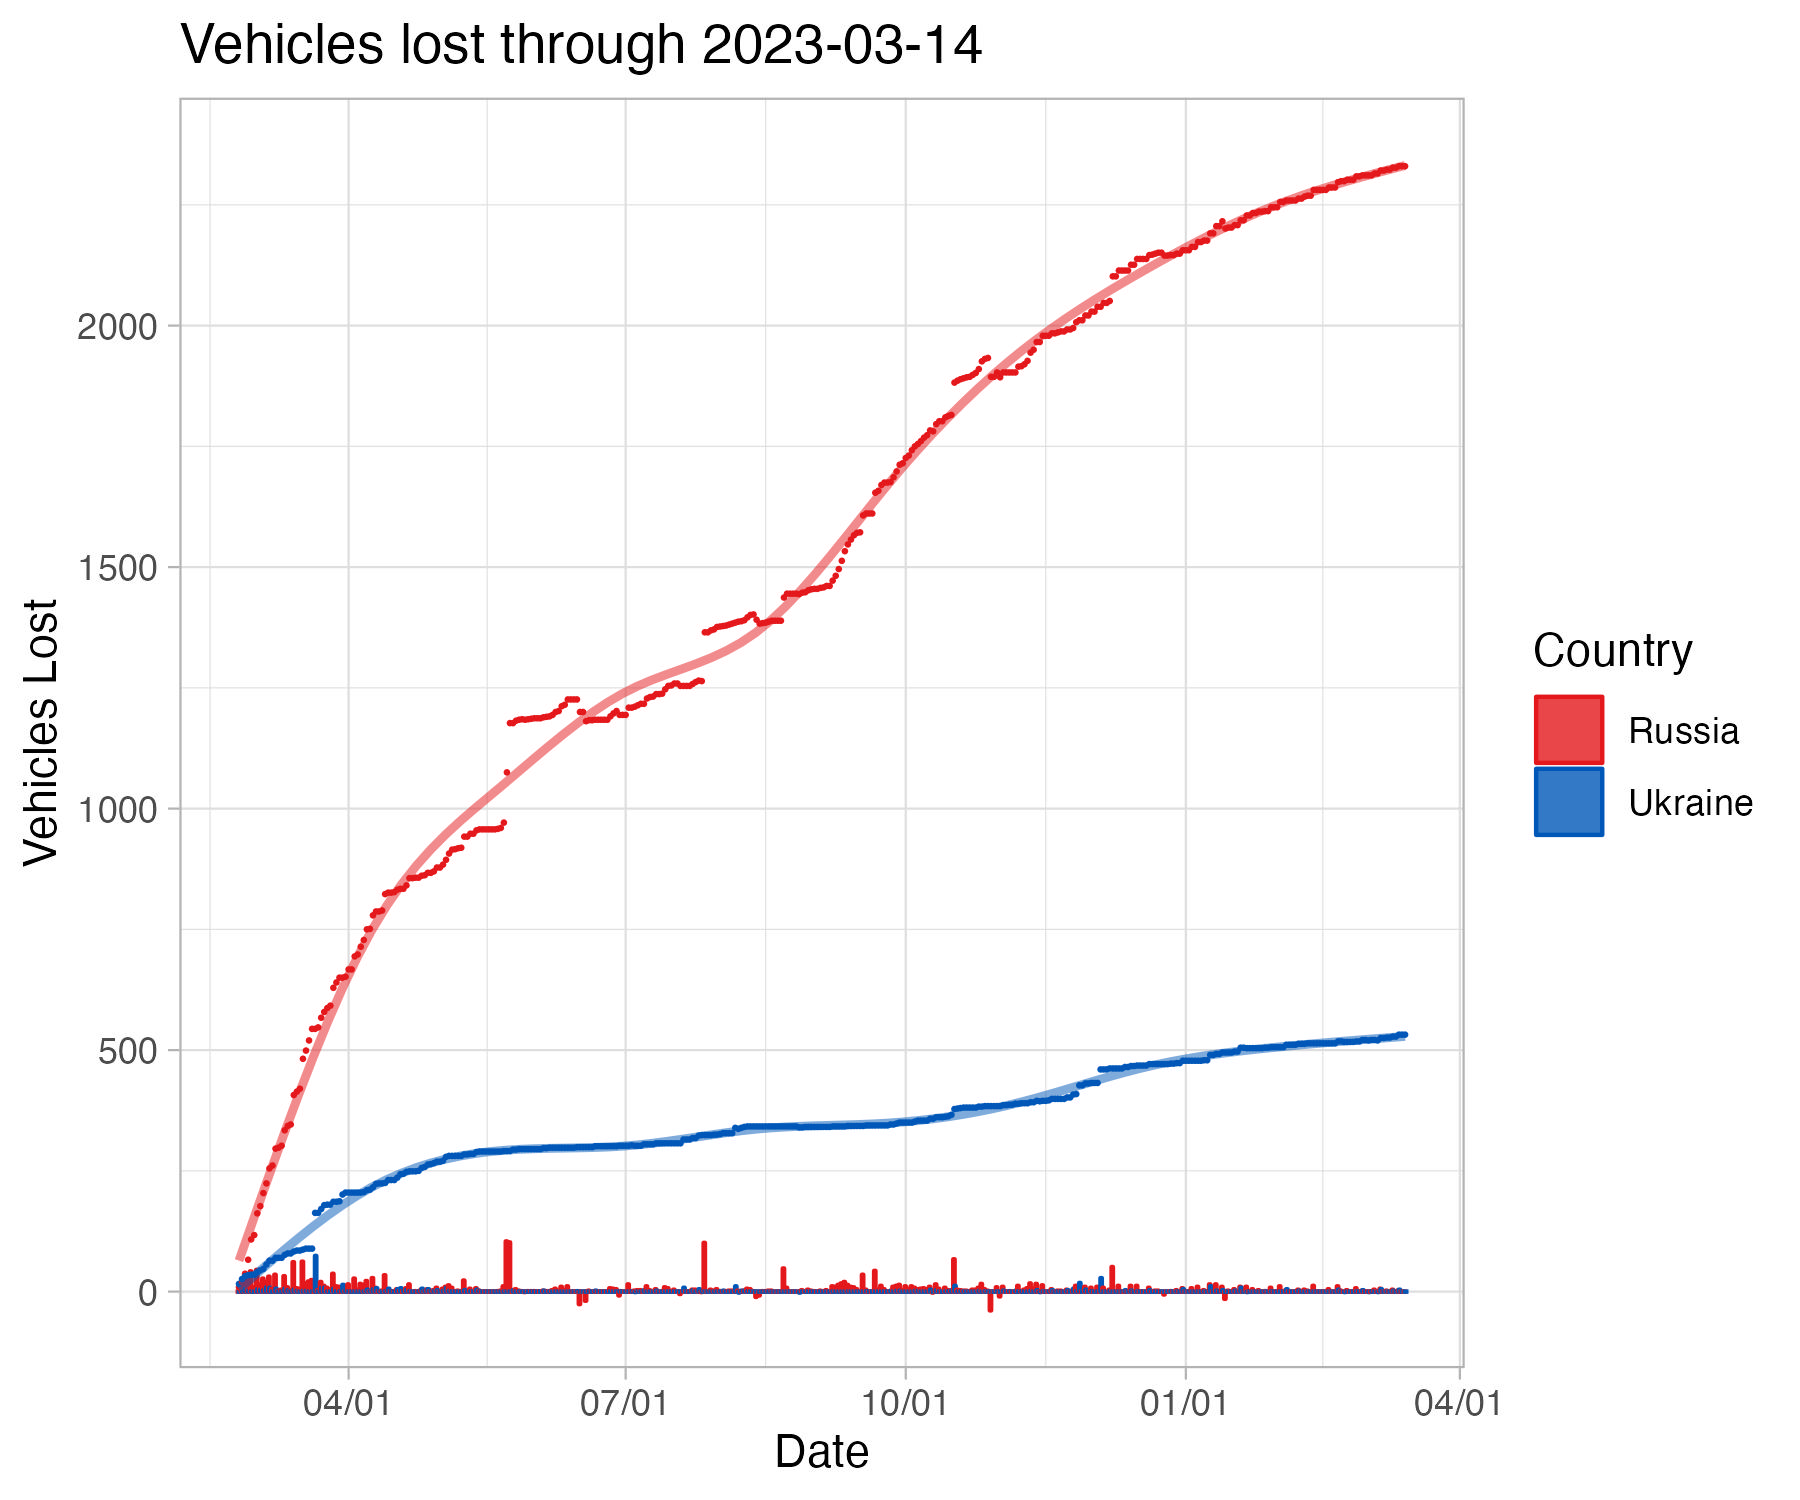 Vehicles lost through 2023-03-14
Vehicles Lost
2000
1500
1000
500
0
04/01
07/01
10/01
01/01
04/01
Date
Country
Russia
Ukraine